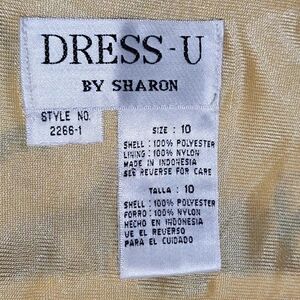 DRESS-U
BY SHARON
STYLE NO.
2266-1
SIZE : 10
SHELL : 100% POLYESTER
LINING : 100% NYLON
MADE IN INDONESIA
SEE REVERSE FOR CARE
TALLA : 10
SHELL : 100% POLYESTER
FORRO : 100% NYLON
HECHO EN INDONESIA
VE EL REVERSO
PARA EL CUIDADO